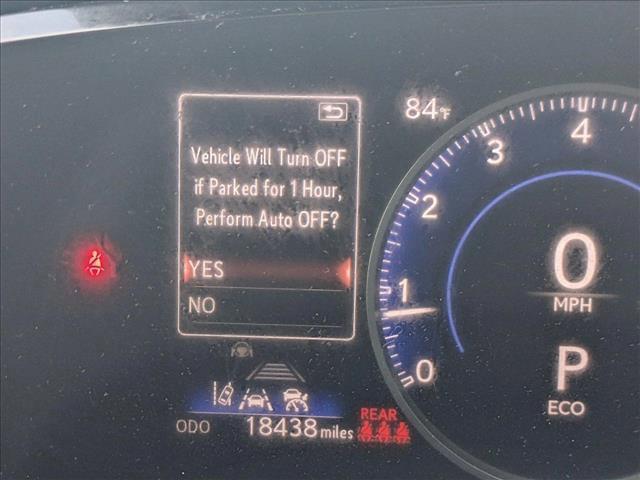 84°F
Vehicle Will Turn OFF
if Parked for 1 Hour,
Perform Auto OFF?
YES
NO
4
3
2
1
0
0
MPH
P
ECO
REAR
ODO 18438 miles